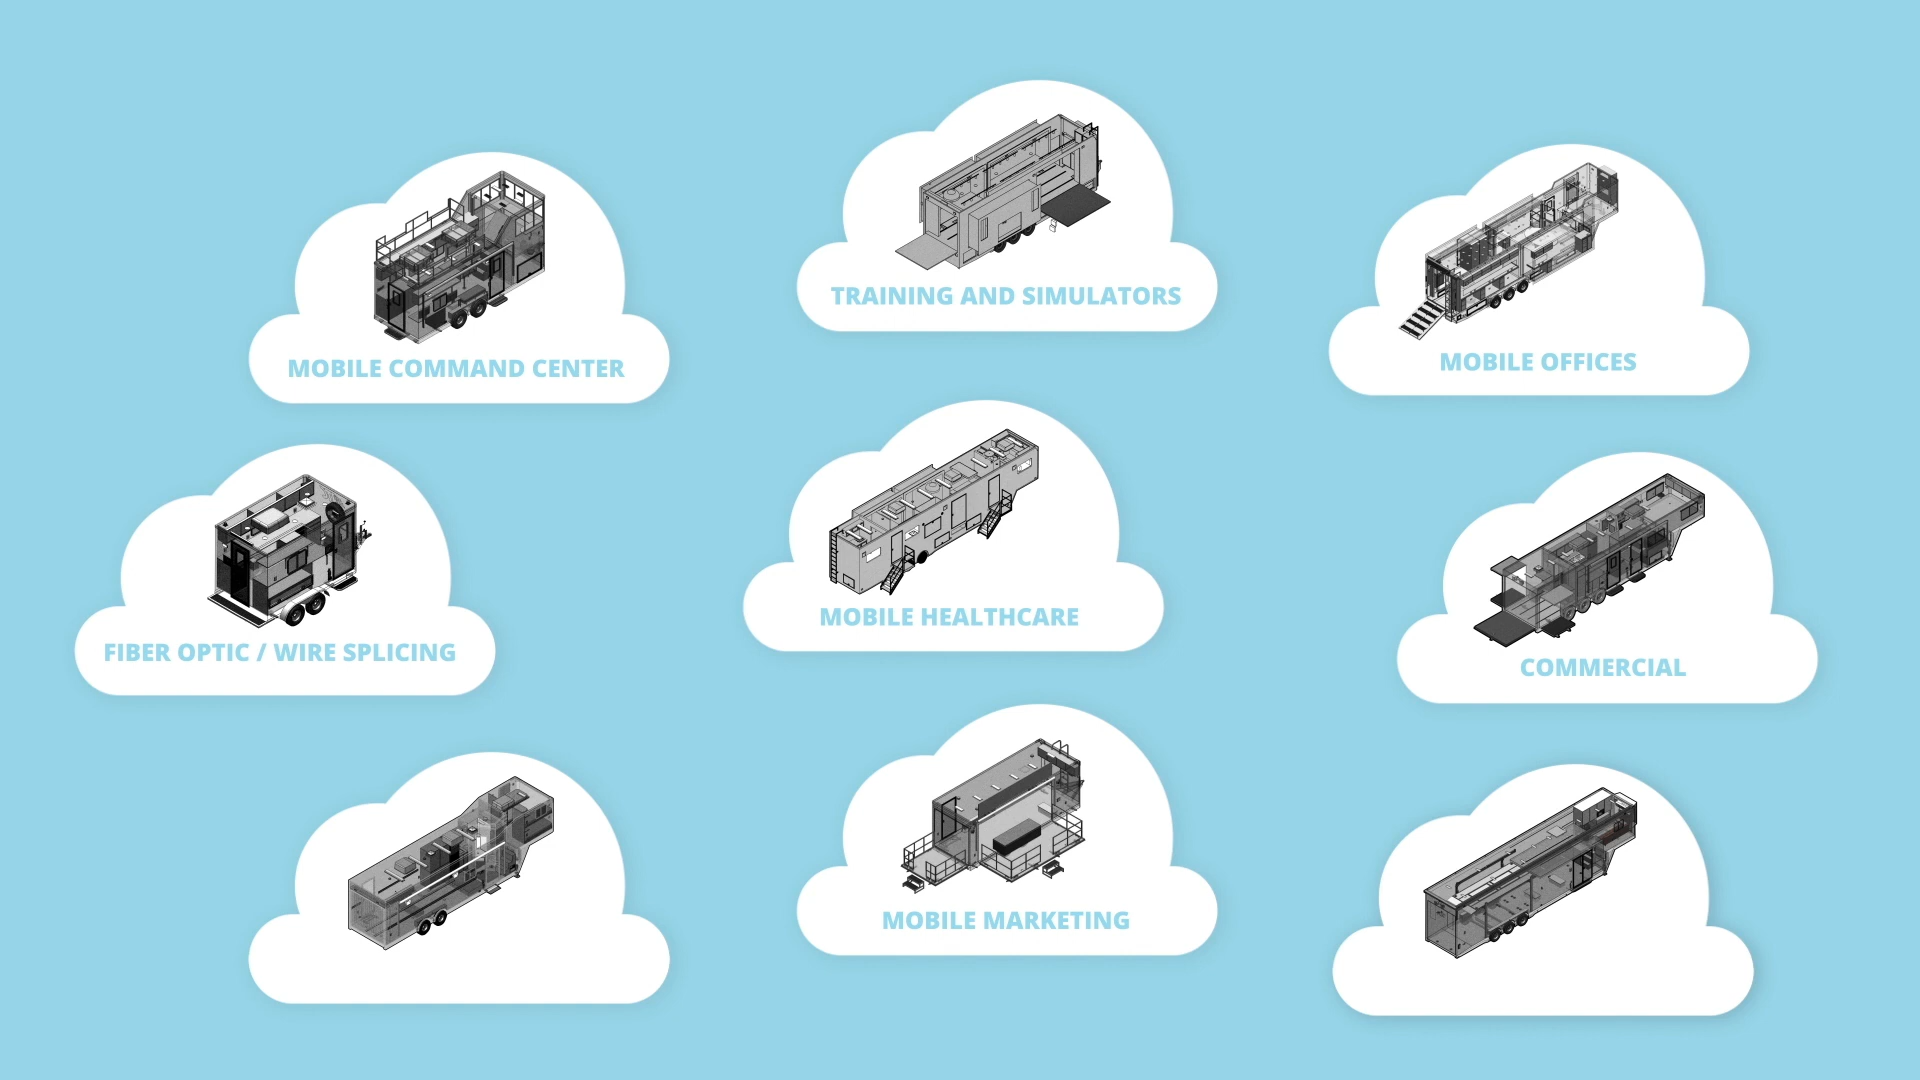 TRAINING AND SIMULATORS
MOBILE COMMAND CENTER
MOBILE OFFICES
FIBER OPTIC / WIRE SPLICING
MOBILE HEALTHCARE
COMMERCIAL
MOBILE MARKETING